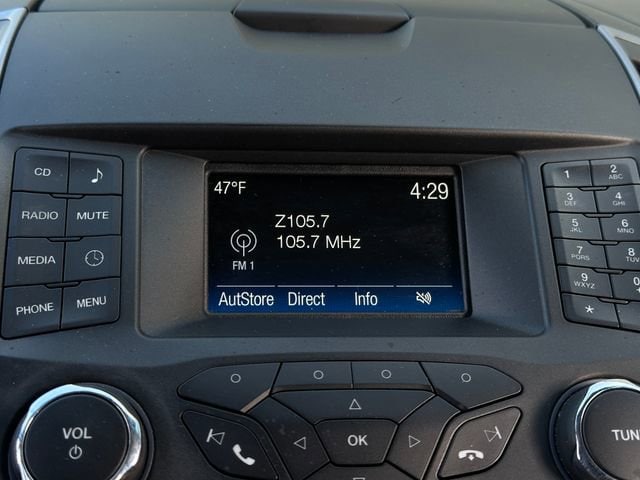 CD
RADIO MUTE
MEDIA
PHONE MENU
47°F 4:29
Z105.7
105.7 MHz
FM 1
AutStore Direct Info
1 2 ABC
3 DEF 4 GHI
5 JKL 6 MNO
7 PQRS 8 TUV
9 WXYZ 0
* +
VOL
OK
TUN